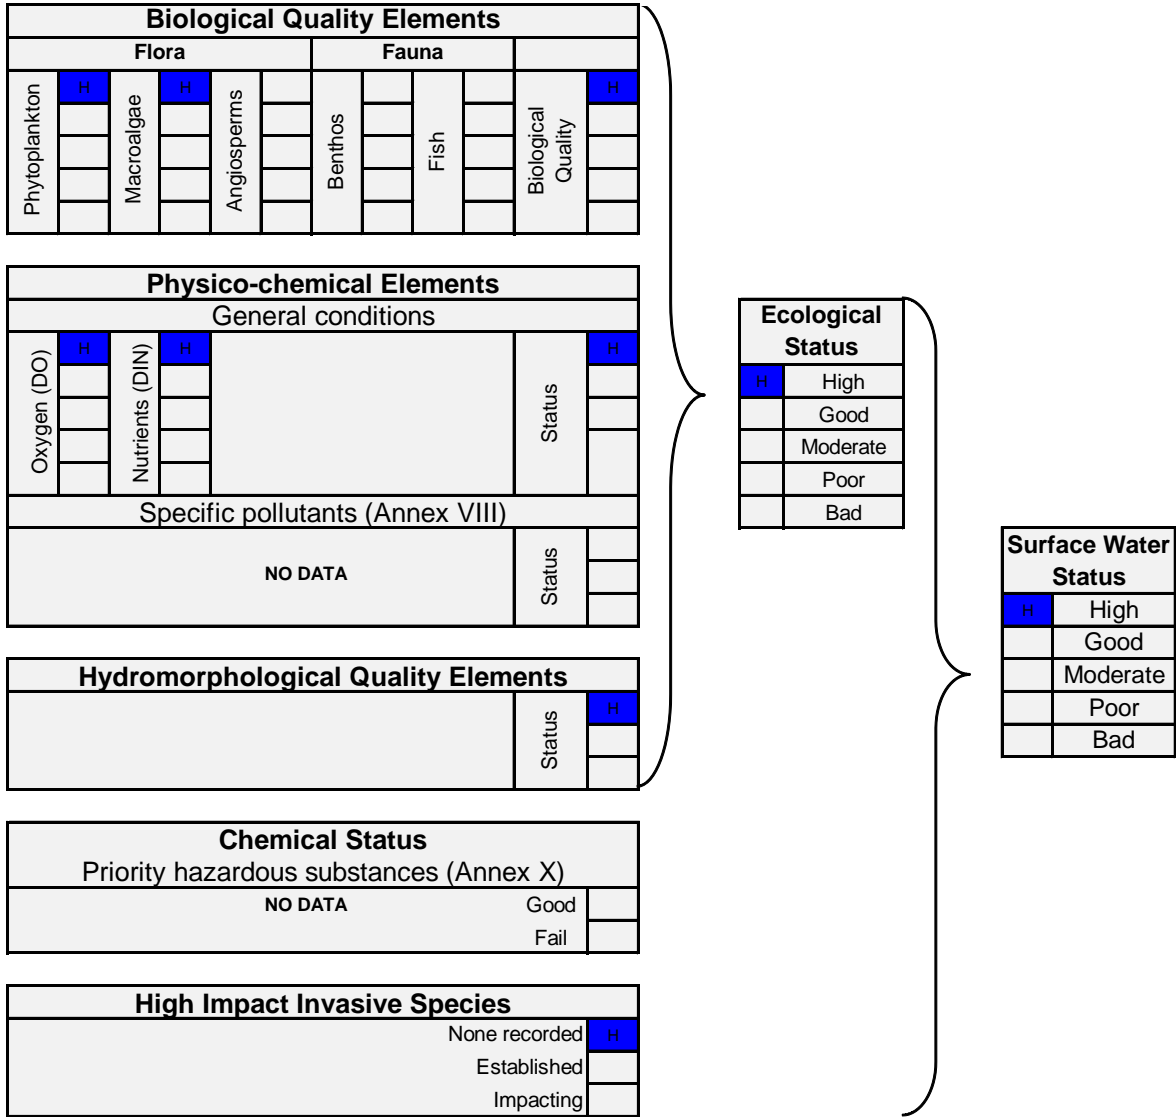 Biological Quality Elements
Flora
Fauna
Phytoplankton
H
Macroalgae
H
Angiosperms
Benthos
Fish
Biological
Quality
H
Physico-chemical Elements
General conditions
Oxygen (DO)
H
Nutrients (DIN)
H
Status
H
Specific pollutants (Annex VIII)
NO DATA
Status
Hydromorphological Quality Elements
Status
H
Chemical Status
Priority hazardous substances (Annex X)
NO DATA
Good
Fail
High Impact Invasive Species
None recorded
H
Established
Impacting
Ecological
Status
H
High
Good
Moderate
Poor
Bad
Surface Water
Status
H
High
Good
Moderate
Poor
Bad